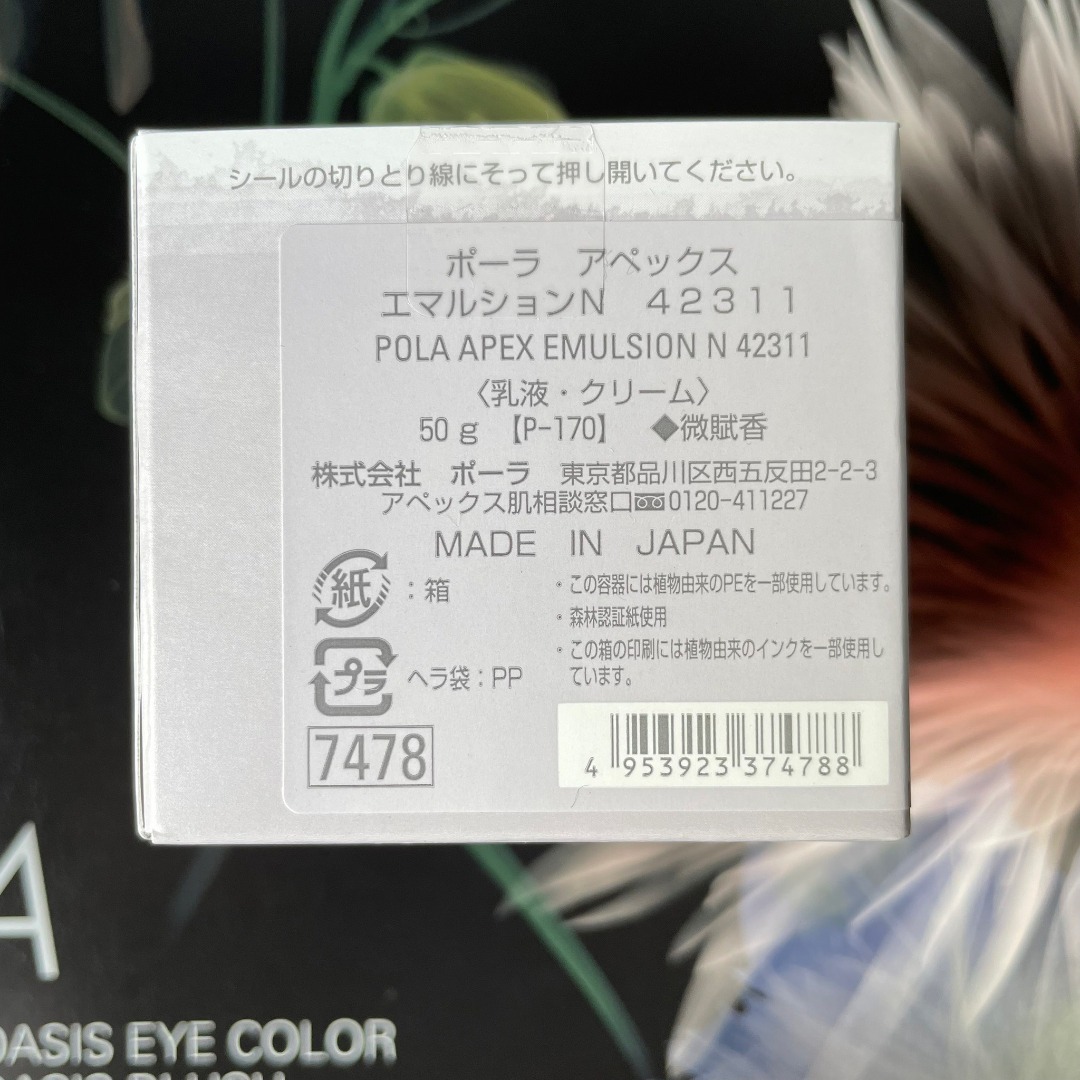 シールの切りとり線にそって押し開いてください。
ポーラ　アペックス
エマルションN　42311
POLA APEX EMULSION N 42311
〈乳液・クリーム〉
50 g 【P-170】 ◆微賦香
株式会社　ポーラ　東京都品川区西五反田2-2-3
アペックス肌相談窓口 0120-411227
MADE IN JAPAN
紙：箱
・この容器には植物由来のPEを一部使用しています。
・森林認証紙使用
・この箱の印刷には植物由来のインクを一部使用し
ています。
プラ ヘラ袋：PP
7478
4 953923 374788
A
OASIS EYE COLOR